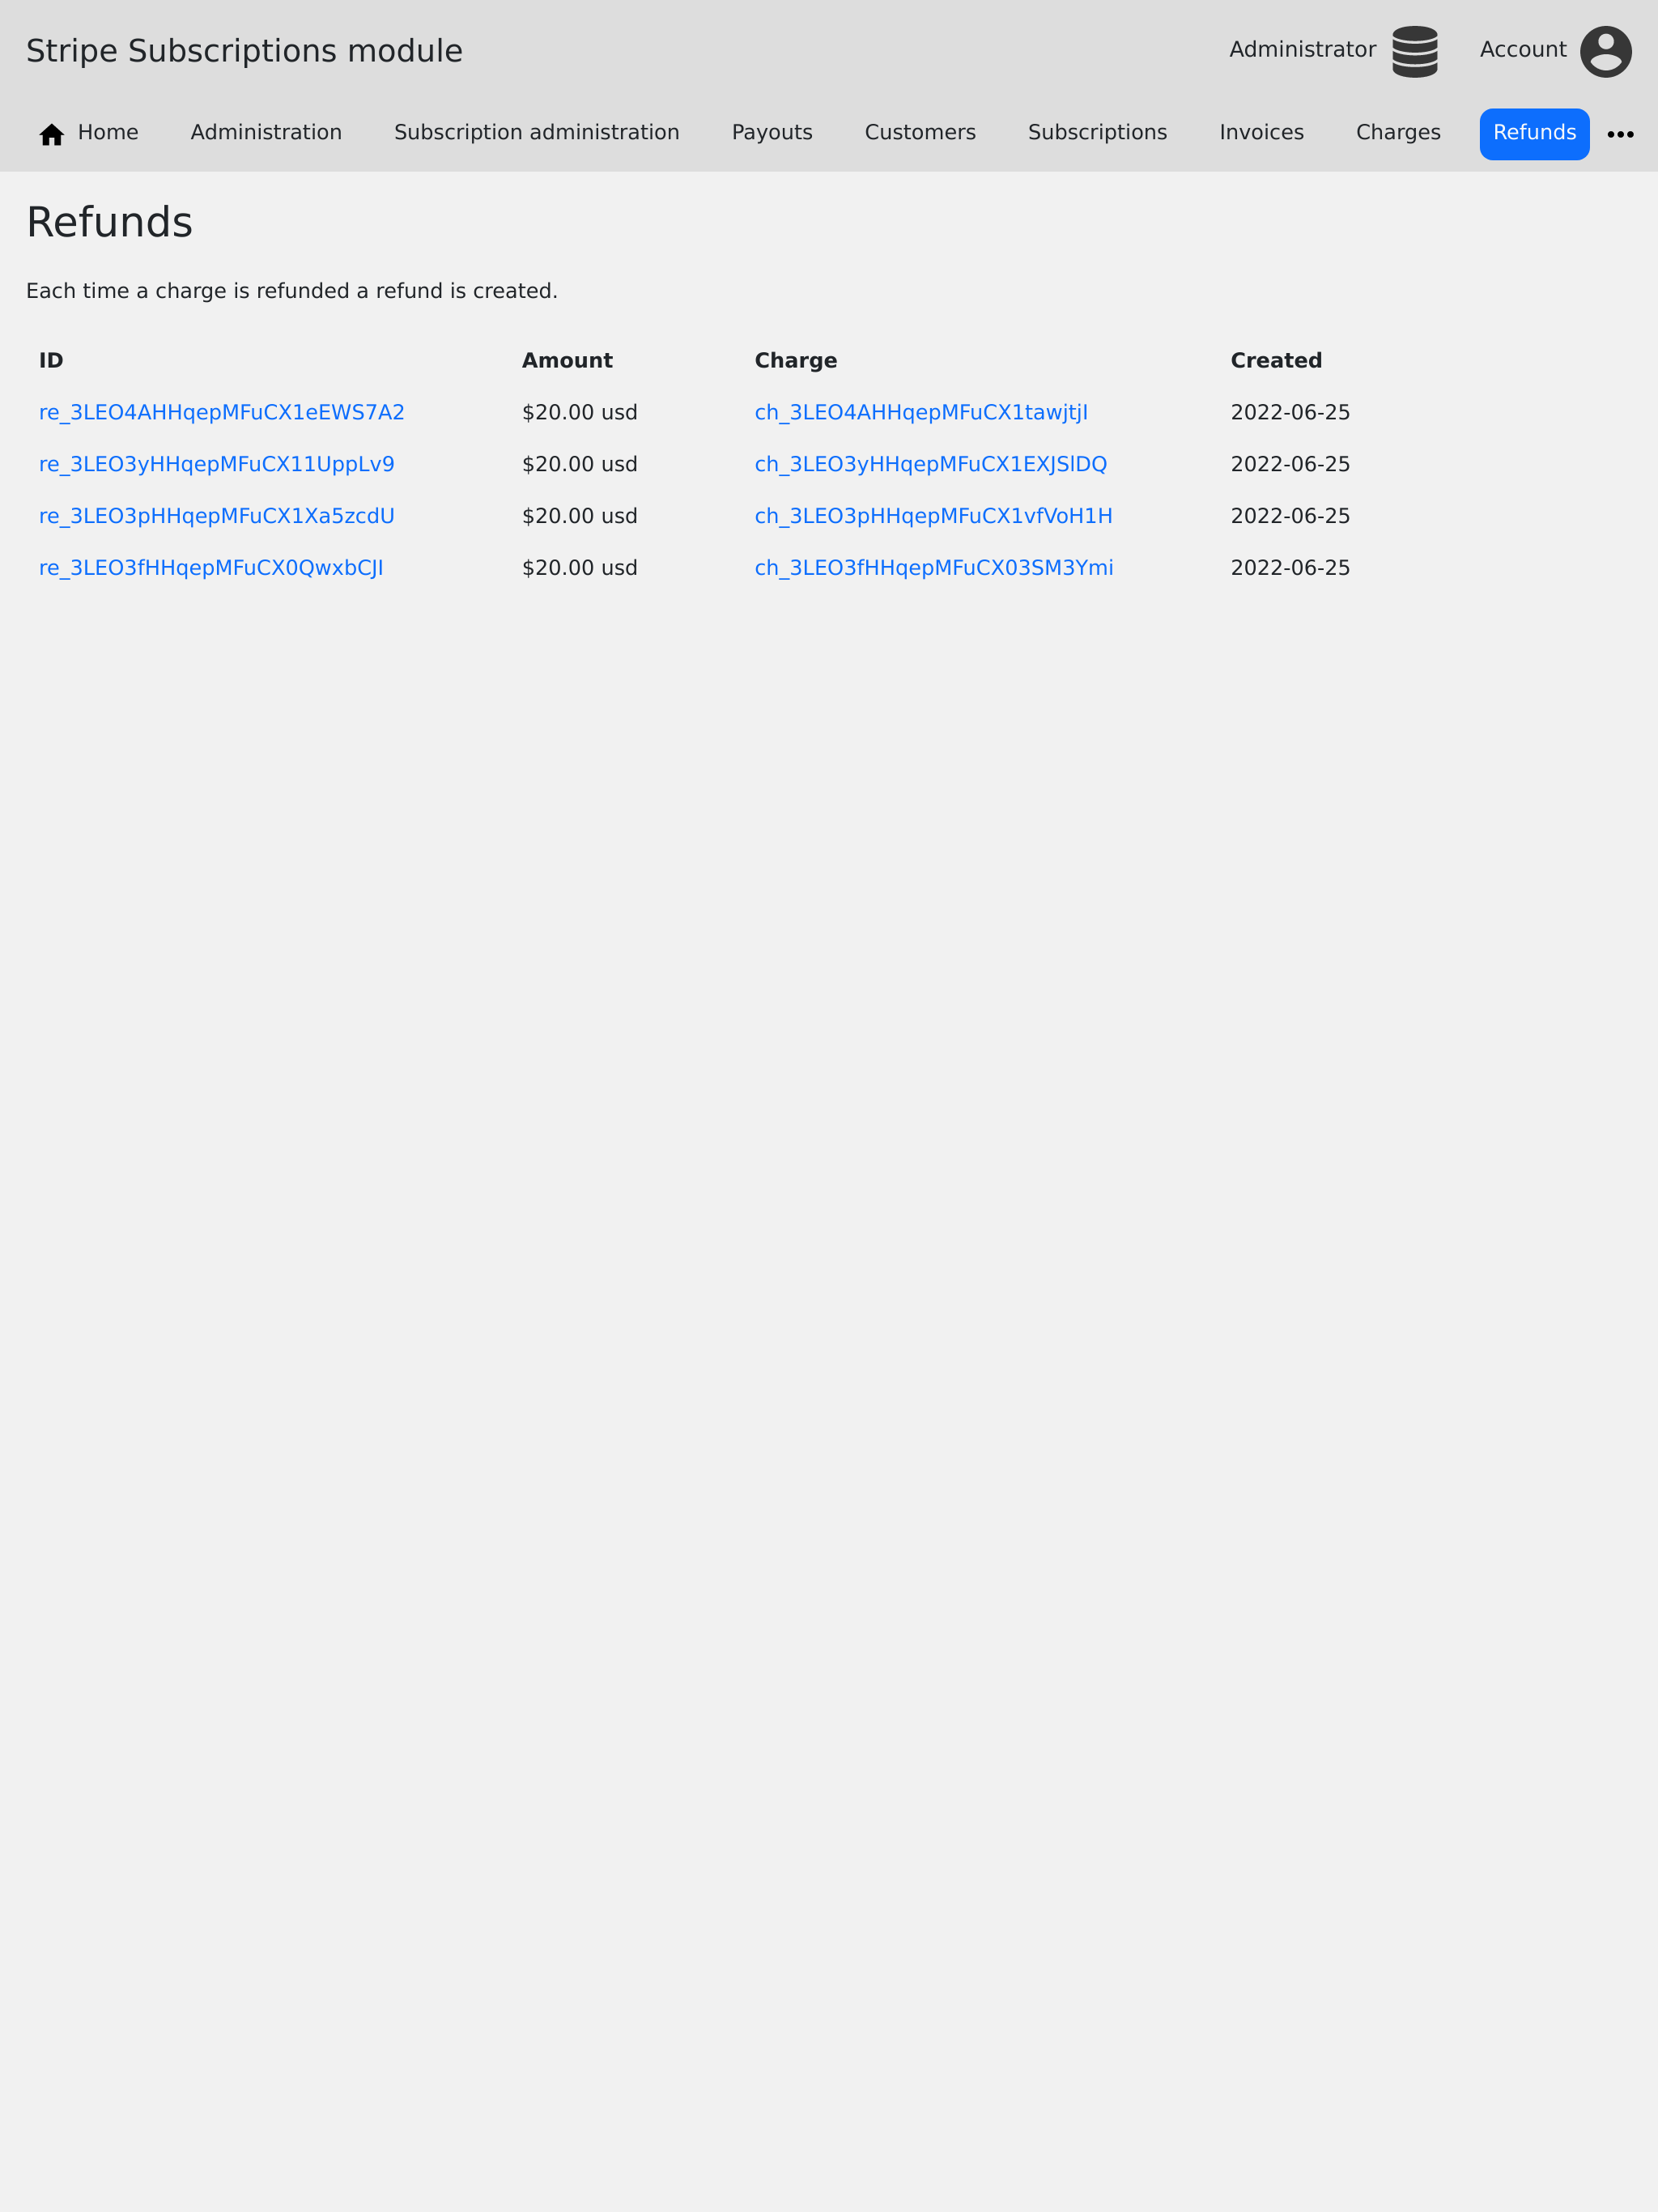 Stripe Subscriptions module
Administrator
Account
Home Administration Subscription administration Payouts Customers Subscriptions Invoices Charges Refunds
Refunds
Each time a charge is refunded a refund is created.
ID Amount Charge Created
re_3LEO4AHHqepMFuCX1eEWS7A2 $20.00 usd ch_3LEO4AHHqepMFuCX1tawjtjI 2022-06-25
re_3LEO3yHHqepMFuCX11UppLv9 $20.00 usd ch_3LEO3yHHqepMFuCX1EXJSlDQ 2022-06-25
re_3LEO3pHHqepMFuCX1Xa5zcdU $20.00 usd ch_3LEO3pHHqepMFuCX1vfVoH1H 2022-06-25
re_3LEO3fHHqepMFuCX0QwxbCJI $20.00 usd ch_3LEO3fHHqepMFuCX03SM3Ymi 2022-06-25